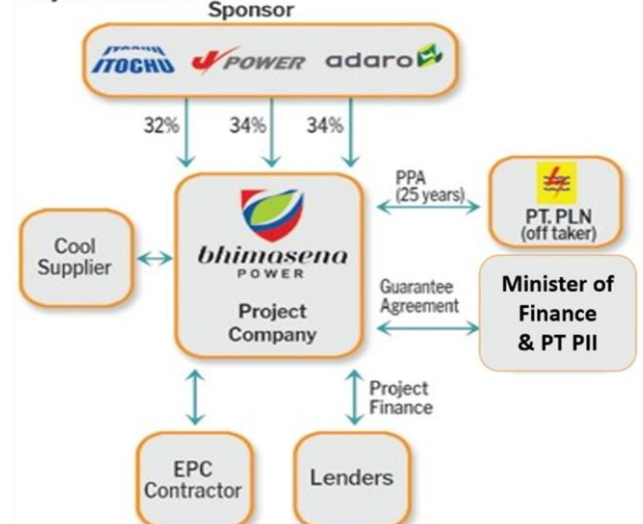 Sponsor
ITOCHU
ITOCHU
POWER
adaro
32%
34%
34%
PPA
(25 years)
PT. PLN
(off taker)
Cool
Supplier
bhimasena
POWER
Project
Company
Guarantee
Agreement
Minister of
Finance
& PT PII
Project
Finance
EPC
Contractor
Lenders